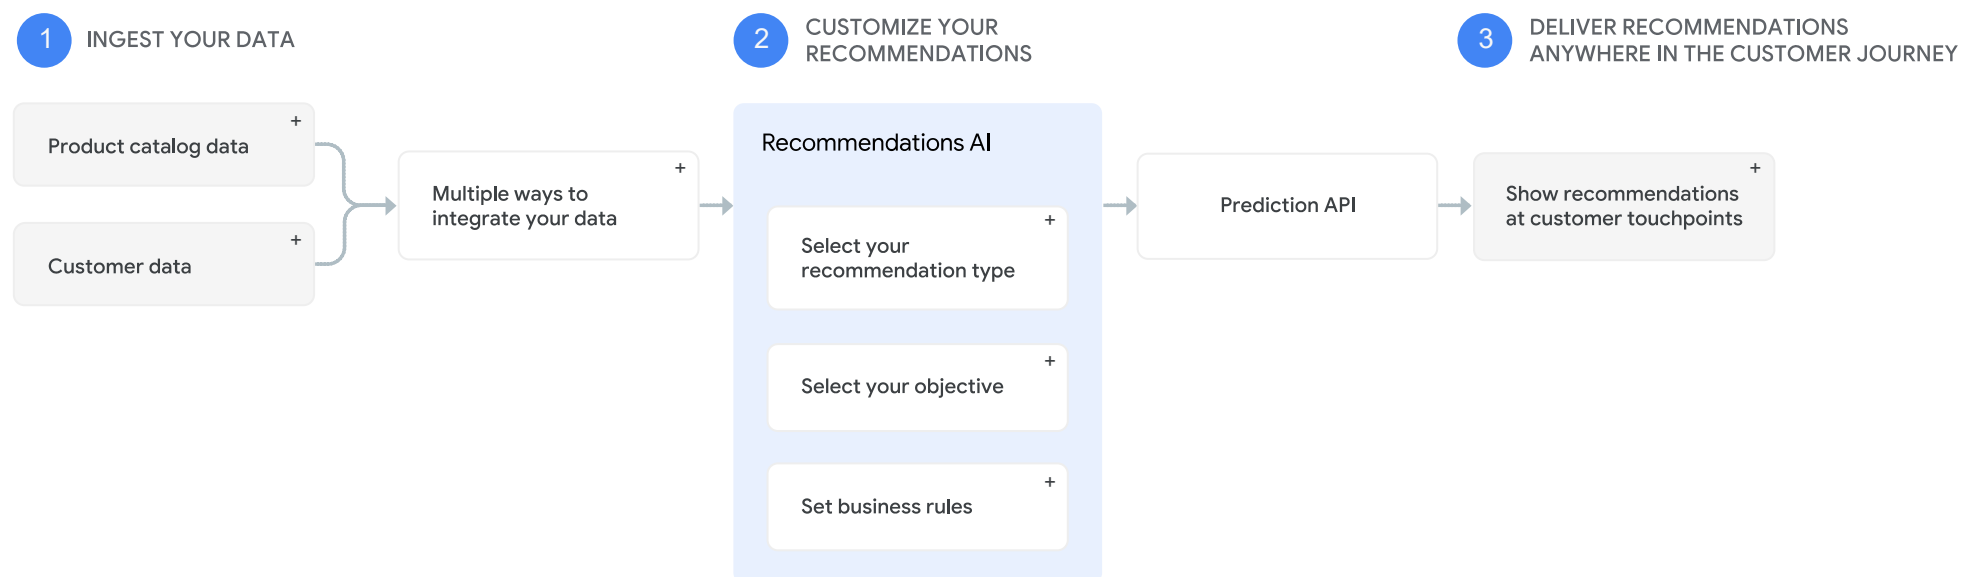 1
INGEST YOUR DATA
2
CUSTOMIZE YOUR
RECOMMENDATIONS
3
DELIVER RECOMMENDATIONS
ANYWHERE IN THE CUSTOMER JOURNEY
Product catalog data
+
Customer data
+
Multiple ways to
integrate your data
+
Recommendations AI
Select your
recommendation type
+
Select your objective
+
Set business rules
+
Prediction API
Show recommendations
at customer touchpoints
+